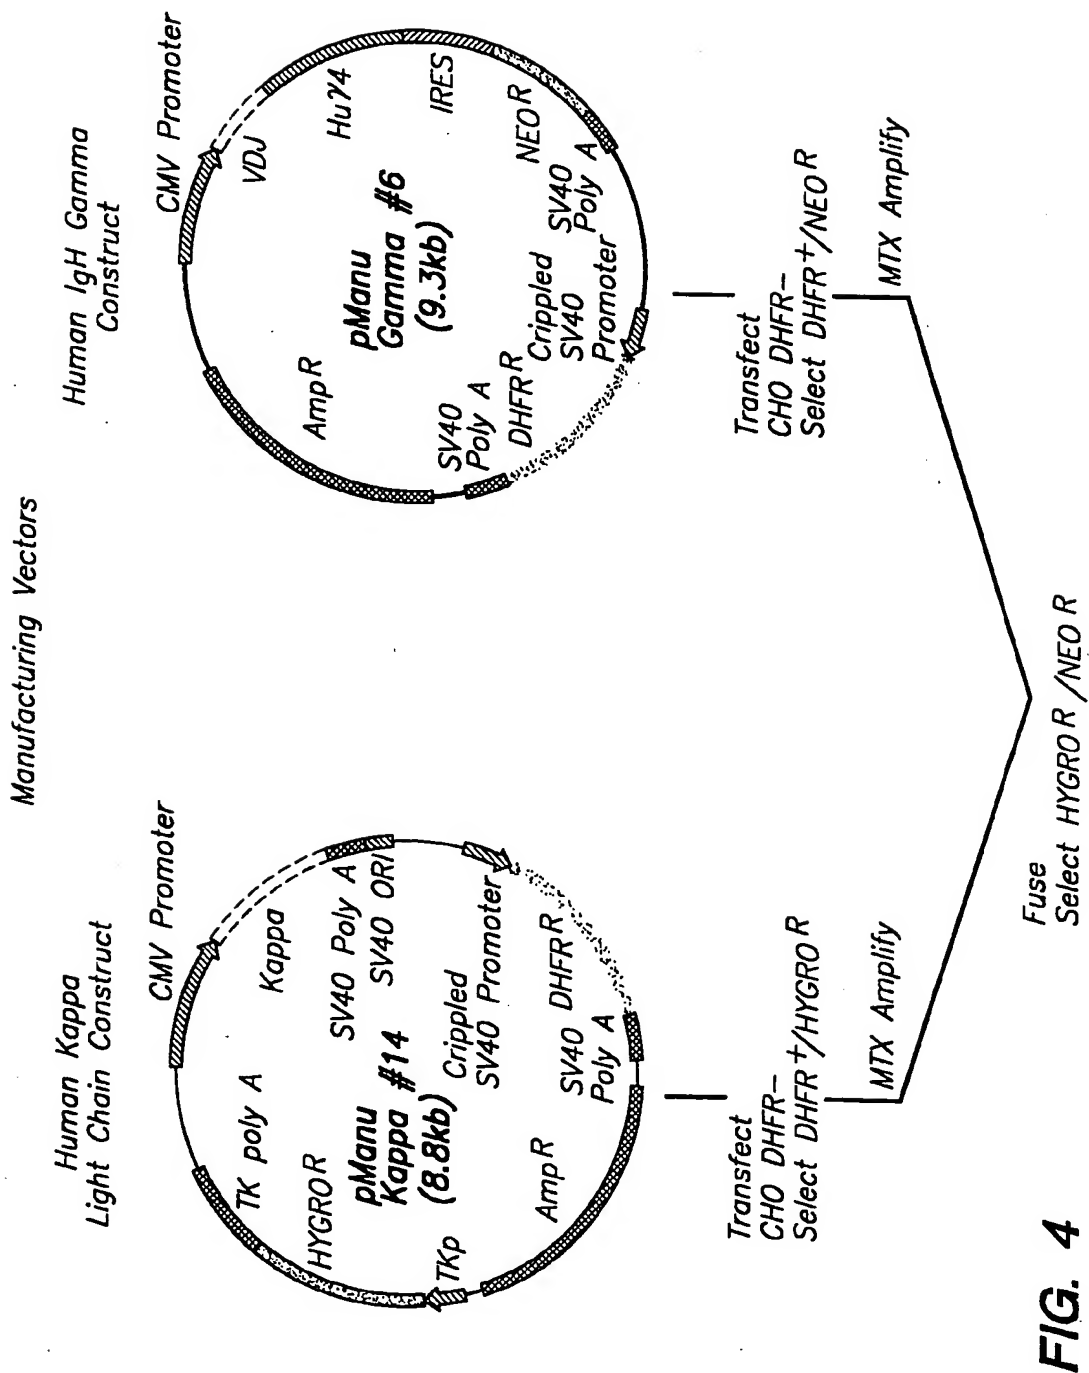 Manufacturing Vectors
Human Kappa
Light Chain Construct
CMV Promoter
Kappa
SV40 Poly A
SV40 ORI
Crippled
SV40 Promoter
DHFR R
SV40
Poly A
Amp R
TKp
HYGRO R
TK poly A
pManu
Kappa #14
(8.8kb)
Transfect
CHO DHFR-
Select DHFR+/HYGRO R
MTX Amplify
Human IgH Gamma
Construct
CMV Promoter
VDJ
Huγ4
IRES
NEO R
SV40
Poly A
Crippled
SV40
Promoter
DHFR R
SV40
Poly A
Amp R
pManu
Gamma #6
(9.3kb)
Transfect
CHO DHFR-
Select DHFR+/NEO R
MTX Amplify
Fuse
Select HYGRO R/NEO R
FIG. 4